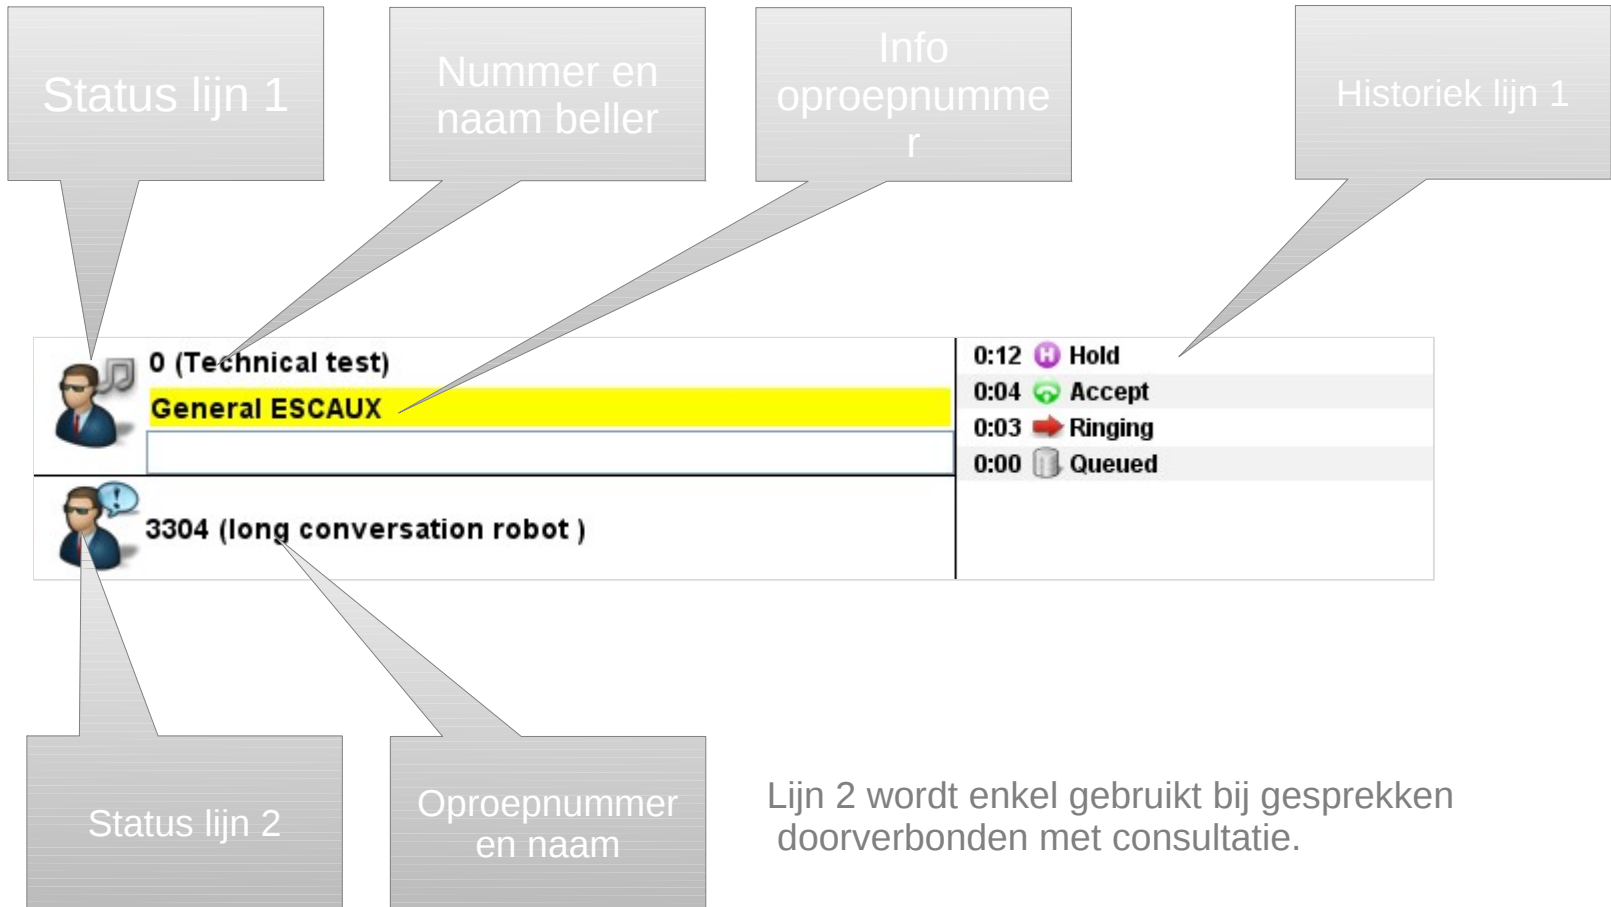 Status lijn 1
Nummer en
naam beller
Info
oproepnumme
r
Historiek lijn 1
0 (Technical test)
General ESCAUX
0:12 H Hold
0:04 Accept
0:03 Ringing
0:00 Queued
3304 (long conversation robot )
Status lijn 2
Oproepnummer
en naam
Lijn 2 wordt enkel gebruikt bij gesprekken
doorverbonden met consultatie.